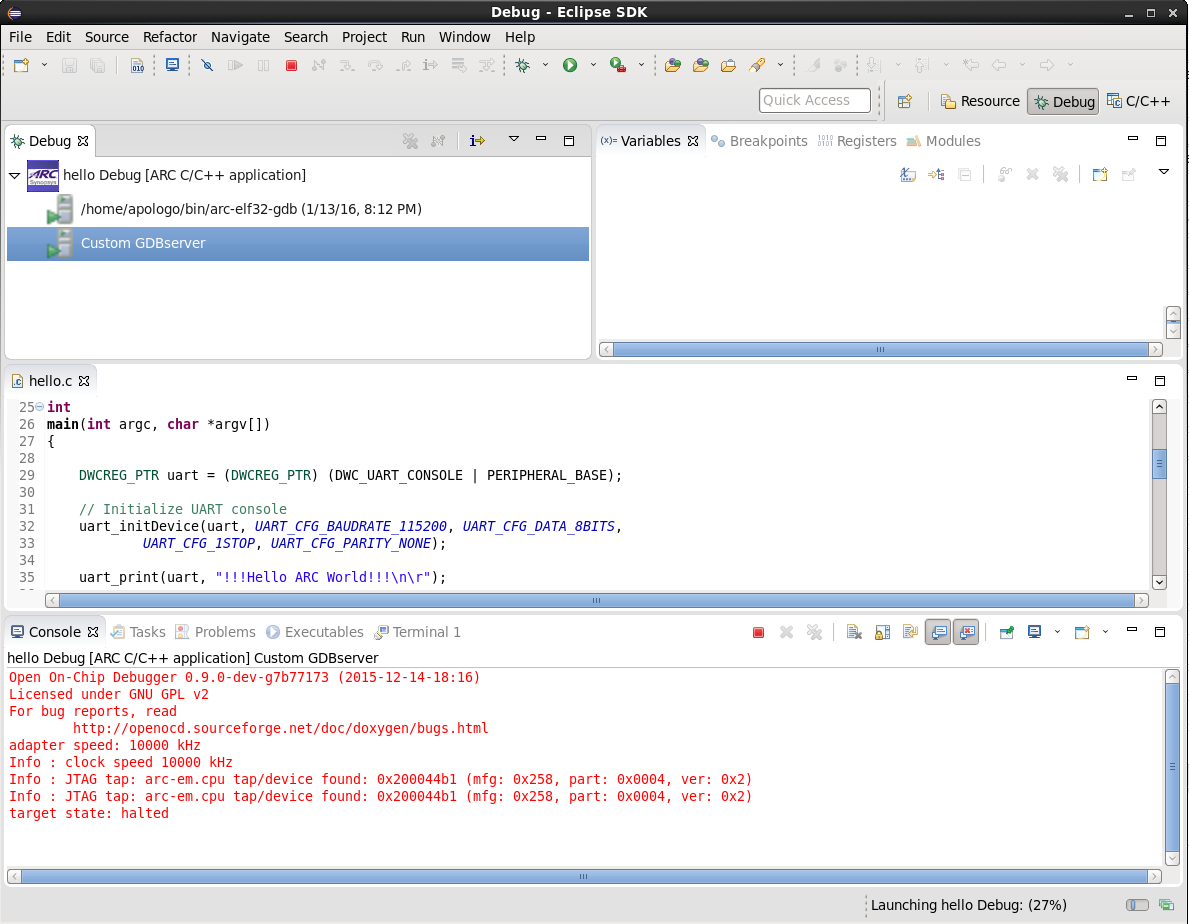 Debug - Eclipse SDK
File Edit Source Refactor Navigate Search Project Run Window Help
010
Quick Access
Resource Debug C/C++
Debug
ARC
Synopsys
hello Debug [ARC C/C++ application]
/home/apologo/bin/arc-elf32-gdb (1/13/16, 8:12 PM)
Custom GDBserver
(x)= Variables Breakpoints 1010 0101 Registers Modules
hello.c
25 int
26 main(int argc, char *argv[])
27 {
28
29 DWCREG_PTR uart = (DWCREG_PTR) (DWC_UART_CONSOLE | PERIPHERAL_BASE);
30
31 // Initialize UART console
32 uart_initDevice(uart, UART_CFG_BAUDRATE_115200, UART_CFG_DATA_8BITS,
33 UART_CFG_1STOP, UART_CFG_PARITY_NONE);
34
35 uart_print(uart, "!!!Hello ARC World!!!\n\r");
Console Tasks Problems Executables Terminal 1
hello Debug [ARC C/C++ application] Custom GDBserver
Open On-Chip Debugger 0.9.0-dev-g7b77173 (2015-12-14-18:16)
Licensed under GNU GPL v2
For bug reports, read
http://openocd.sourceforge.net/doc/doxygen/bugs.html
adapter speed: 10000 kHz
Info : clock speed 10000 kHz
Info : JTAG tap: arc-em.cpu tap/device found: 0x200044b1 (mfg: 0x258, part: 0x0004, ver: 0x2)
Info : JTAG tap: arc-em.cpu tap/device found: 0x200044b1 (mfg: 0x258, part: 0x0004, ver: 0x2)
target state: halted
Launching hello Debug: (27%)